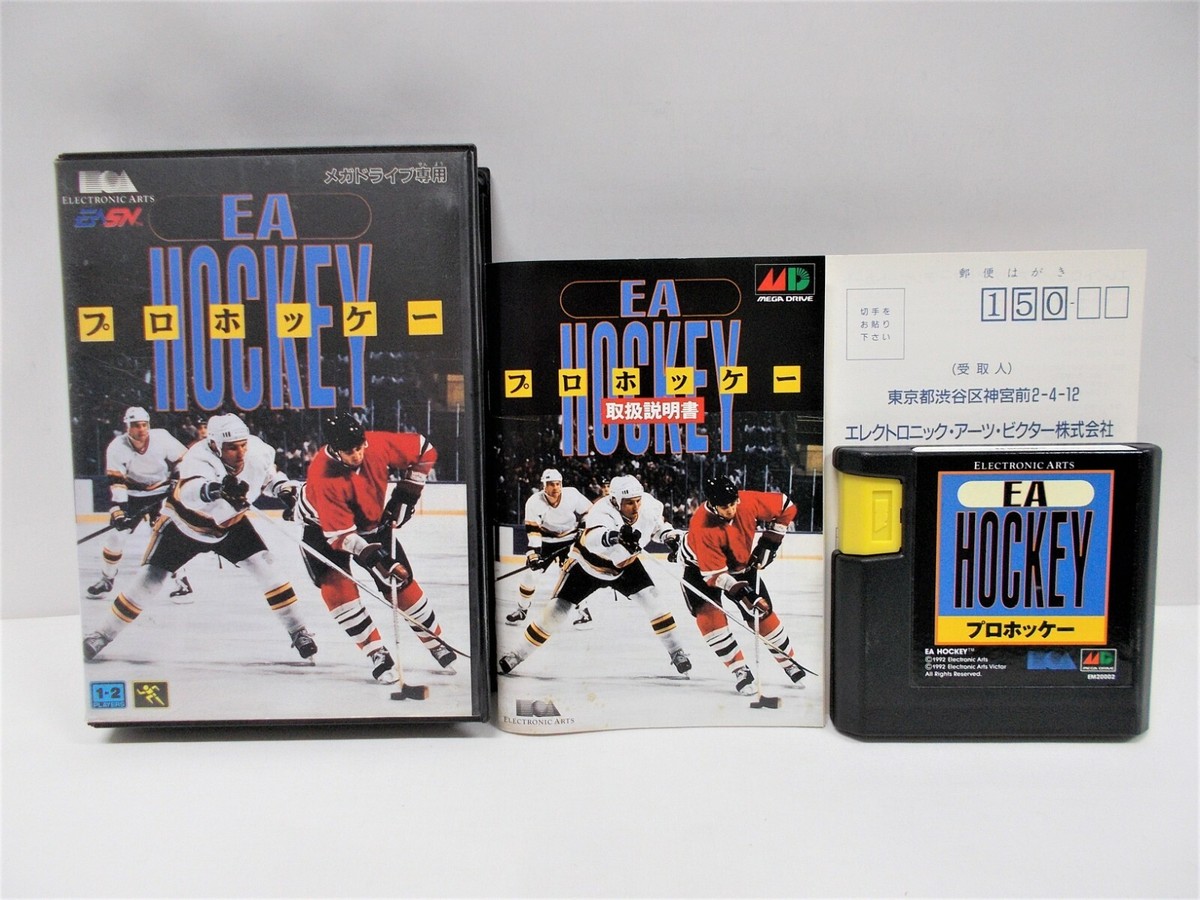 ELECTRONIC ARTS
EASN™
メガドライブ専用
せん よう
EA
HOCKEY
プロホッケー
1-2
PLAYERS
MEGA DRIVE
EA
HOCKEY
プロホッケー
取扱説明書
ELECTRONIC ARTS
郵便はがき
150-
切手を
お貼り
下さい
(受取人)
東京都渋谷区神宮前2-4-12
エレクトロニック・アーツ・ビクター株式会社
ELECTRONIC ARTS
EA
HOCKEY
プロホッケー
EA HOCKEY™
©1992 Electronic Arts
©1992 Electronic Arts Victor
All Rights Reserved.
MEGA DRIVE
EM20002